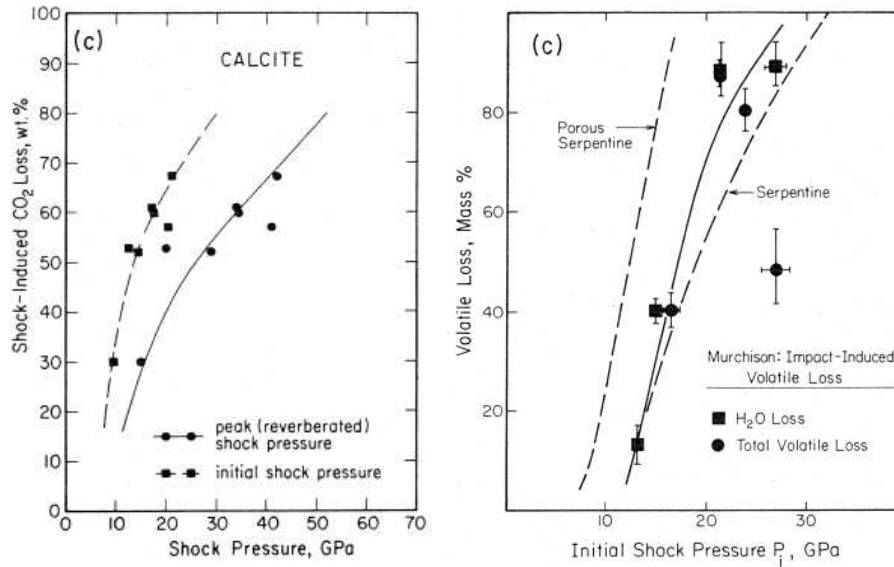 (c)
CALCITE
Shock-Induced CO₂ Loss, wt.%
100
90
80
70
60
50
40
30
20
10
0
peak (reverberated)
shock pressure
initial shock pressure
0 10 20 30 40 50 60 70
Shock Pressure, GPa
(c)
Porous
Serpentine
Serpentine
Volatile Loss, Mass %
80
60
40
20
Murchison: Impact-Induced
Volatile Loss
H₂O Loss
Total Volatile Loss
10 20 30
Initial Shock Pressure Pᵢ, GPa